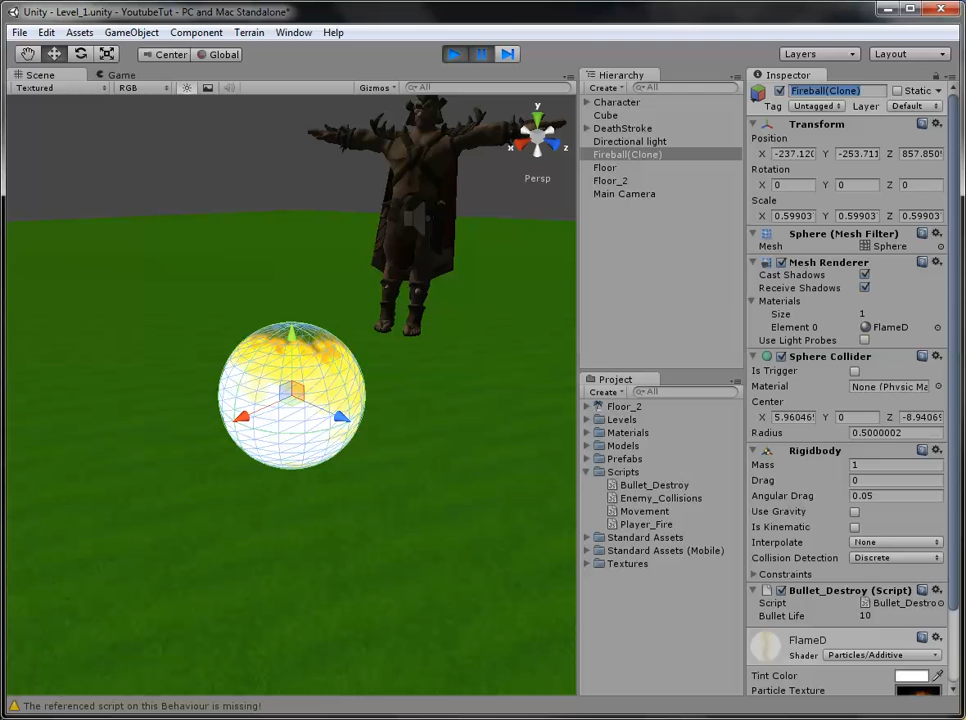 Unity - Level_1.unity - YoutubeTut - PC and Mac Standalone*
File Edit Assets GameObject Component Terrain Window Help
Center Global Layers Layout
Scene Game
Textured RGB Gizmos All
y
x z
Persp
Hierarchy
Create All
Character
Cube
DeathStroke
Directional light
Fireball(Clone)
Floor
Floor_2
Main Camera
Project
Create All
Floor_2
Levels
Materials
Models
Prefabs
Scripts
Bullet_Destroy
Enemy_Collisions
Movement
Player_Fire
Standard Assets
Standard Assets (Mobile)
Textures
Inspector
Fireball(Clone) Static
Tag Untagged Layer Default
Transform
Position
X -237.120 Y -253.711 Z 857.850
Rotation
X 0 Y 0 Z 0
Scale
X 0.59903 Y 0.59903 Z 0.59903
Sphere (Mesh Filter)
Mesh Sphere
Mesh Renderer
Cast Shadows
Receive Shadows
Materials
Size 1
Element 0 FlameD
Use Light Probes
Sphere Collider
Is Trigger
Material None (Physic Ma
Center
X 5.96046 Y 0 Z -8.9406
Radius 0.5000002
Rigidbody
Mass 1
Drag 0
Angular Drag 0.05
Use Gravity
Is Kinematic
Interpolate None
Collision Detection Discrete
Constraints
Bullet_Destroy (Script)
Script Bullet_Destro
Bullet Life 10
FlameD
Shader Particles/Additive
Tint Color
Particle Texture
The referenced script on this Behaviour is missing!